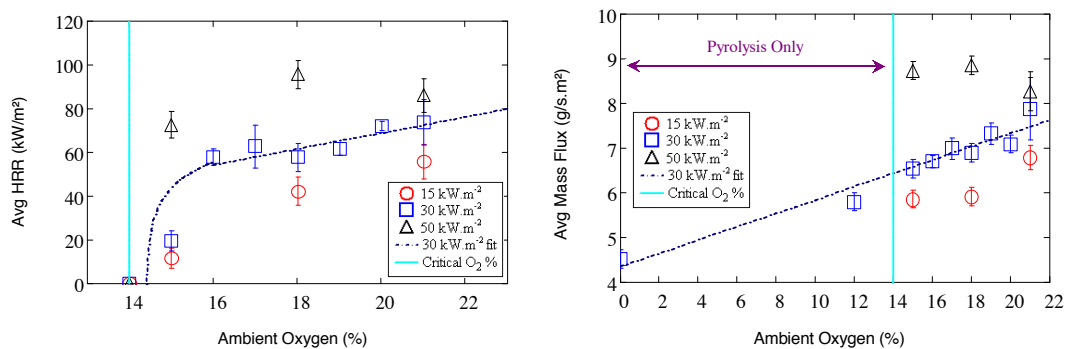 120
100
80
60
40
20
0
14
16
18
20
22
Avg HRR (kW/m²)
Ambient Oxygen (%)
15 kW.m⁻²
30 kW.m⁻²
50 kW.m⁻²
30 kW.m⁻² fit
Critical O₂ %
10
9
8
7
6
5
4
0
2
4
6
8
10
12
14
16
18
20
22
Avg Mass Flux (g/s.m²)
Ambient Oxygen (%)
Pyrolysis Only
15 kW.m⁻²
30 kW.m⁻²
50 kW.m⁻²
30 kW.m⁻² fit
Critical O₂ %